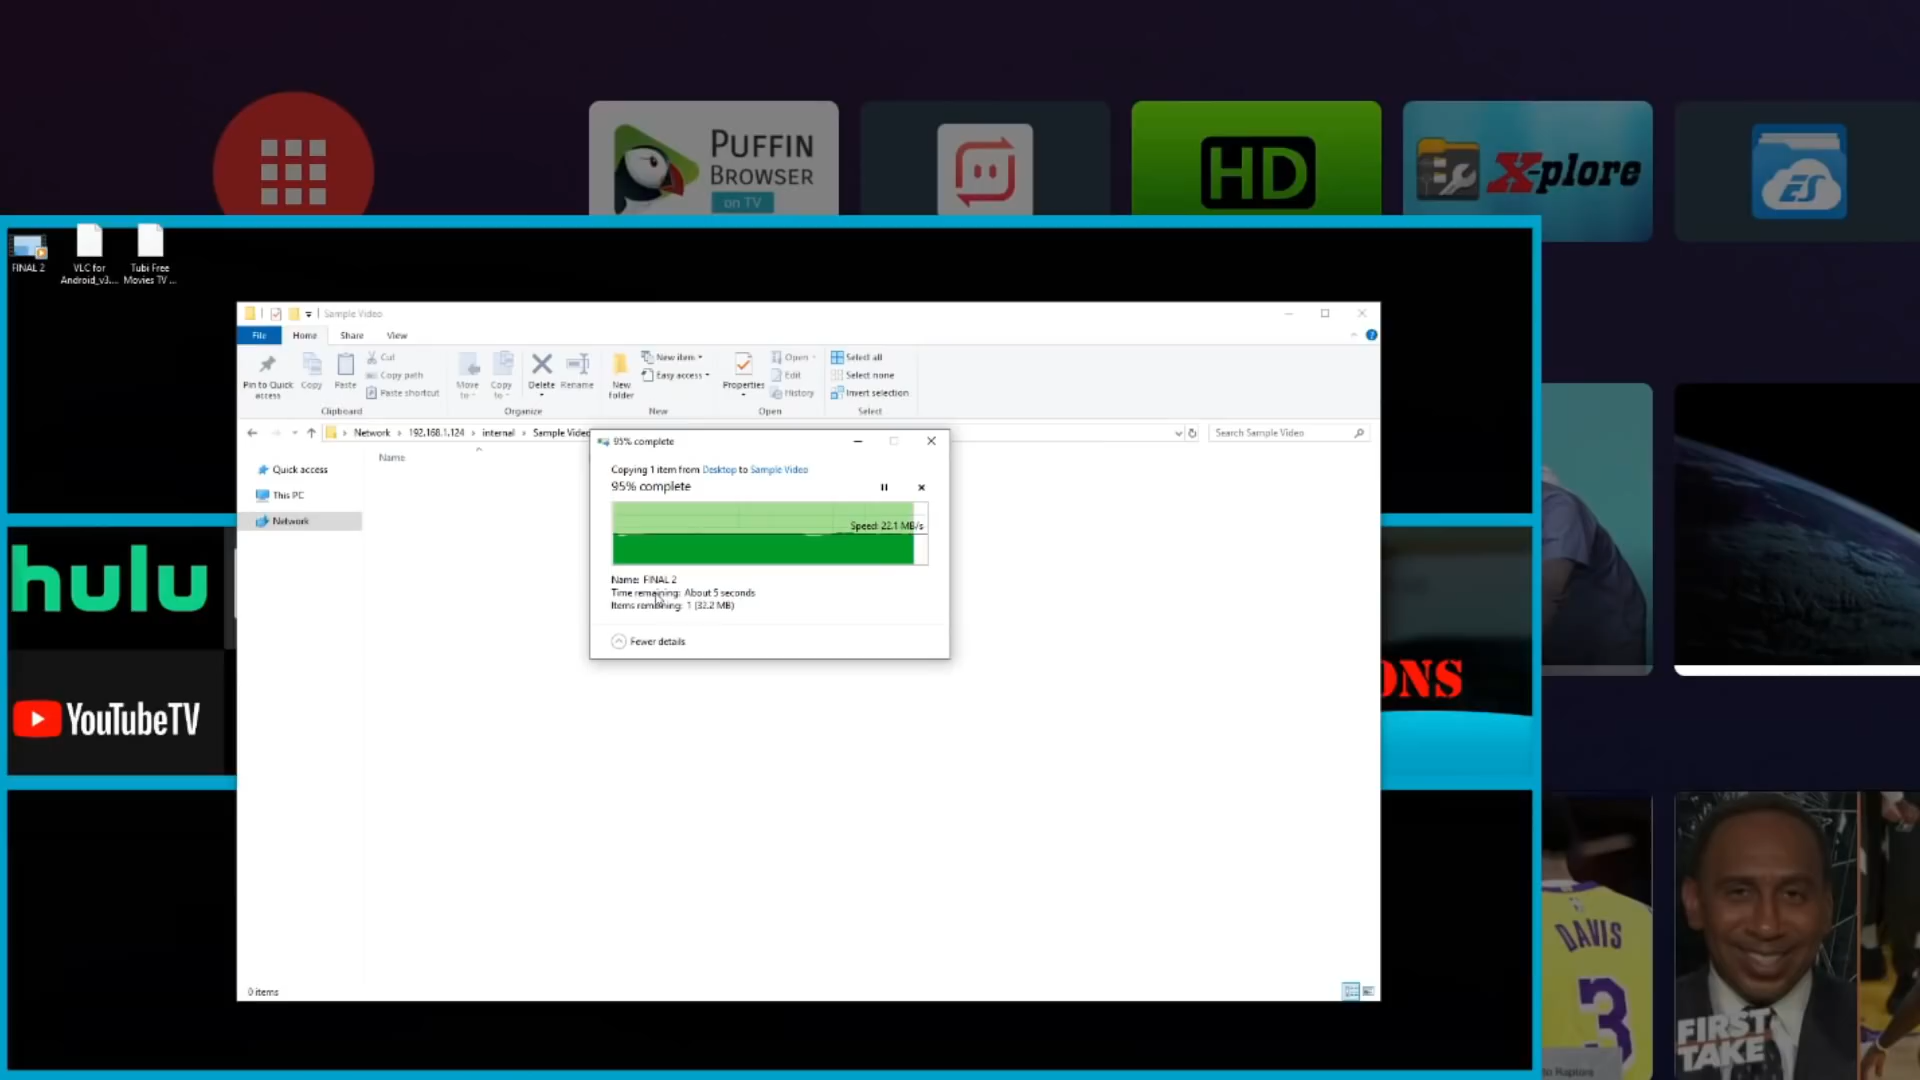 PUFFIN
BROWSER
on TV
HD
X-plore
ES
FINAL 2
VLC for
Android_v3...
Tubi Free
Movies TV ...
Sample Video
File
Home
Share
View
Pin to Quick
access
Copy
Paste
Cut
Copy path
Paste shortcut
Clipboard
Move
to
Copy
to
Delete
Rename
Organize
New
folder
New item
Easy access
New
Properties
Open
Edit
History
Open
Select all
Select none
Invert selection
Select
Network > 192.168.1.124 > internal > Sample Video
Search Sample Video
Name
Quick access
This PC
Network
95% complete
Copying 1 item from Desktop to Sample Video
95% complete
Speed: 22.1 MB/s
Name: FINAL 2
Time remaining: About 5 seconds
Items remaining: 1 (32.2 MB)
Fewer details
0 items
hulu
YouTubeTV
ONS
DAVIS
3
FIRST
TAKE
to Raptors